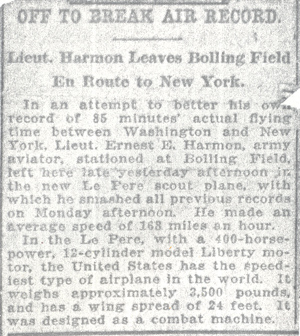 OFF TO BREAK AIR RECORD.
Lieut. Harmon Leaves Bolling Field
En Route to New York.
In an attempt to better his own
record of 85 minutes' actual flying
time between Washington and New
York, Lieut. Ernest E. Harmon, army
aviator, stationed at Bolling Field,
left here late yesterday afternoon in
the new Le Pere scout plane, with
which he smashed all previous records
on Monday afternoon. He made an
average speed of 168 miles an hour.
In the Le Pere, with a 400-horse-
power, 12-cylinder model Liberty mo-
tor, the United States has the speed-
iest type of airplane in the world. It
weighs approximately 3,500 pounds,
and has a wing spread of 24 feet. It
was designed as a combat machine.